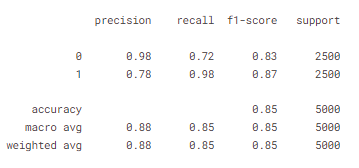 precision recall f1-score support
0 0.98 0.72 0.83 2500
1 0.78 0.98 0.87 2500
accuracy 0.85 5000
macro avg 0.88 0.85 0.85 5000
weighted avg 0.88 0.85 0.85 5000